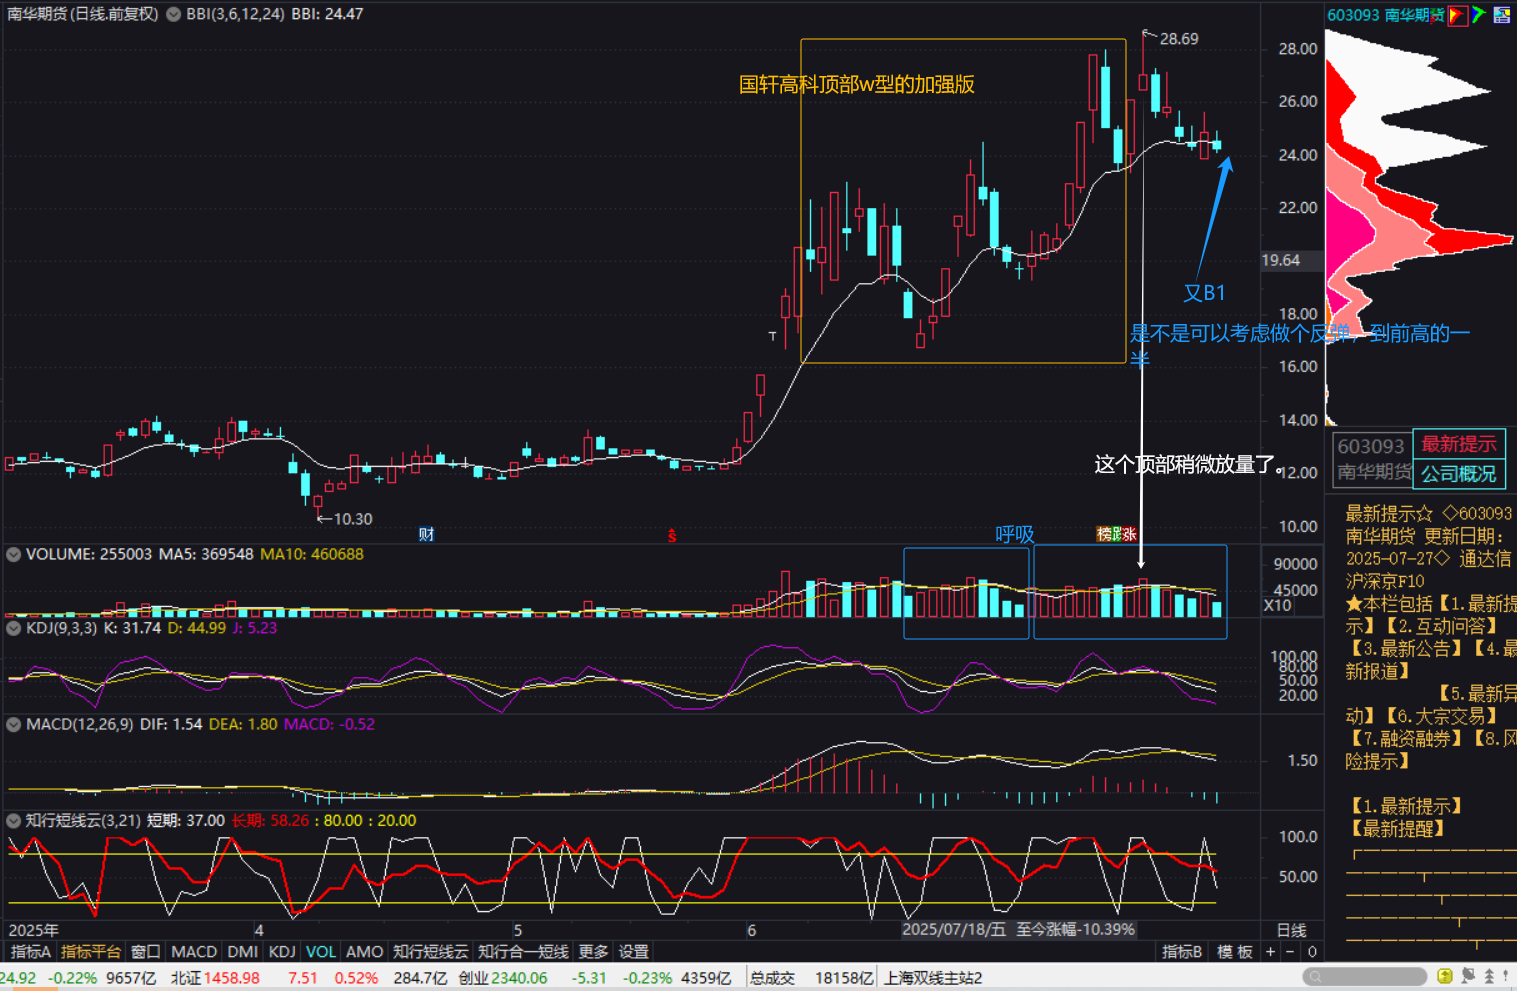 南华期货(日线.前复权) BBI(3,6,12,24) BBI: 24.47
603093 南华期货
28.69
28.00
国轩高科顶部w型的加强版
26.00
24.00
22.00
19.64
又B1
18.00
是不是可以考虑做个反弹，到前高的一
半
16.00
14.00
这个顶部稍微放量了。
12.00
603093 最新提示
南华期货 公司概况
10.30
10.00
财
ŝ
呼吸
榜 跌 涨
VOLUME: 255003 MA5: 369548 MA10: 460688
90000
45000
X10
KDJ(9,3,3) K: 31.74 D: 44.99 J: 5.23
100.00
80.00
50.00
20.00
MACD(12,26,9) DIF: 1.54 DEA: 1.80 MACD: -0.52
1.50
知行短线云(3,21) 短期: 37.00 长期: 58.26 : 80.00 : 20.00
100.0
50.00
2025年 4 5 6 2025/07/18/五 至今涨幅-10.39% 日线
最新提示☆ ◇603093
南华期货 更新日期:
2025-07-27◇ 通达信
沪深京F10
★本栏包括【1.最新提
示】【2.互动问答】
【3.最新公告】【4.最
新报道】
【5.最新异
动】【6.大宗交易】
【7.融资融券】【8.风
险提示】
【1.最新提示】
【最新提醒】
指标A 指标平台 窗口 MACD DMI KDJ VOL AMO 知行短线云 知行合一短线 更多 设置 指标B 模板 + - 0
24.92 -0.22% 9657亿 北证1458.98 7.51 0.52% 284.7亿 创业2340.06 -5.31 -0.23% 4359亿 总成交 18158亿 上海双线主站2